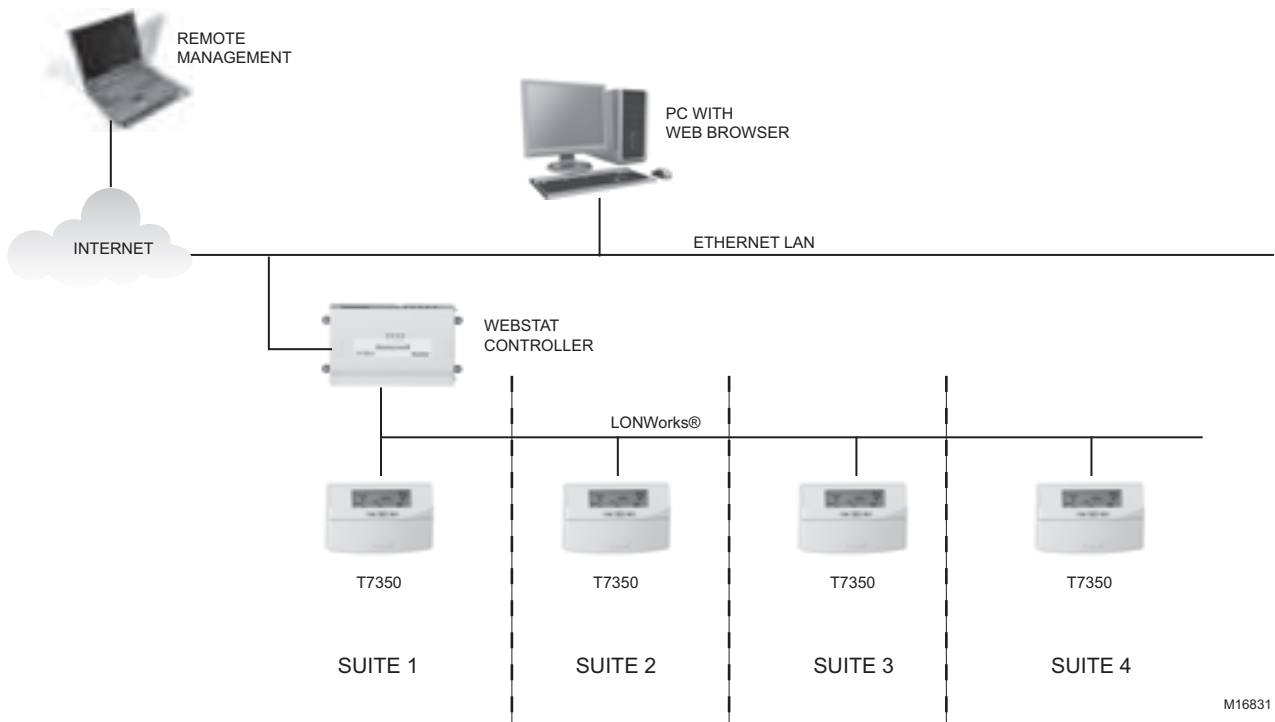 REMOTE
MANAGEMENT
PC WITH
WEB BROWSER
INTERNET
ETHERNET LAN
WEBSTAT
CONTROLLER
LONWorks®
T7350
T7350
T7350
T7350
SUITE 1
SUITE 2
SUITE 3
SUITE 4
M16831